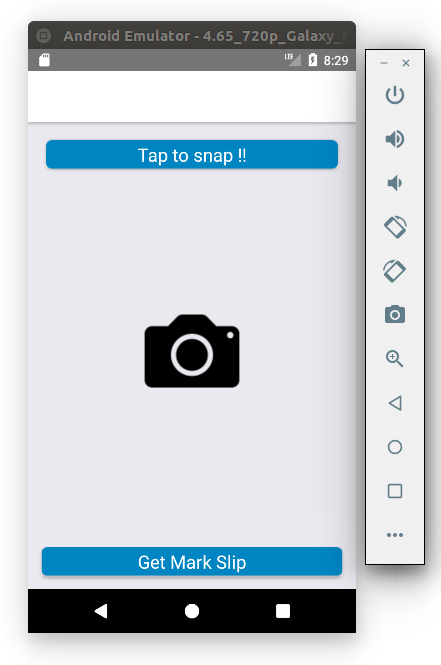 Android Emulator - 4.65_720p_Galaxy_
LTE 8:29
Tap to snap !!
Get Mark Slip